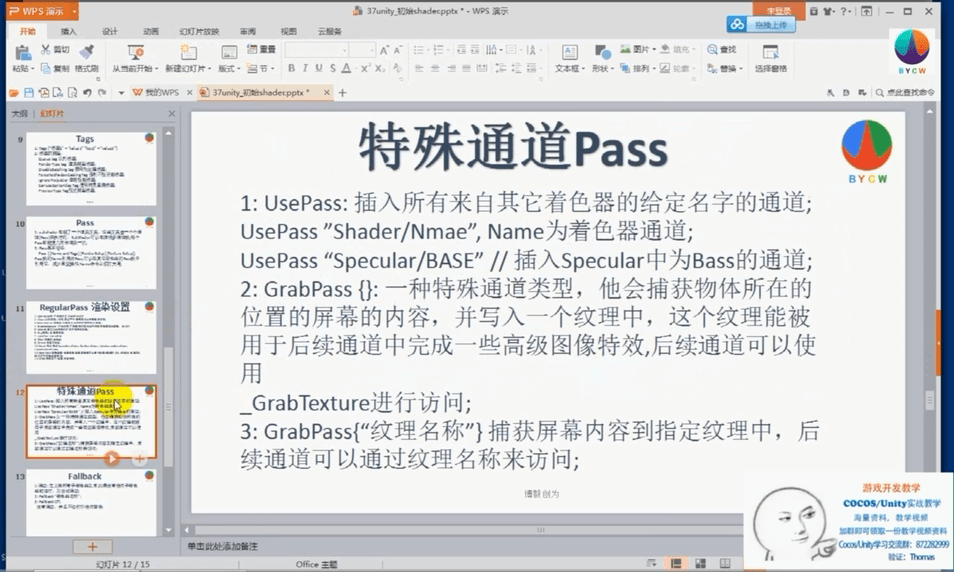 WPS 演示
37unity_初始shader.pptx * - WPS 演示
未登录
拖拽上传
开始 插入 设计 动画 幻灯片放映 审阅 视图 云服务
粘贴 剪切 复制 格式刷 从当前开始 新建幻灯片 版式 重置 节
B I U S A
文本框 形状 图片 排列 填充 轮廓 查找 替换 选择窗格
BYCW
我的WPS
37unity_初始shader.pptx *
点此查找命令
大纲 幻灯片
9
Tags
10
Pass
11
RegularPass 渲染设置
12
特殊通道Pass
13
Fallback
特殊通道Pass
BYCW
1: UsePass: 插入所有来自其它着色器的给定名字的通道;
UsePass ”Shader/Nmae”, Name为着色器通道;
UsePass “Specular/BASE” // 插入Specular中为Bass的通道;
2: GrabPass {}: 一种特殊通道类型，他会捕获物体所在的
位置的屏幕的内容，并写入一个纹理中，这个纹理能被
用于后续通道中完成一些高级图像特效,后续通道可以使
用
_GrabTexture进行访问;
3: GrabPass{“纹理名称”} 捕获屏幕内容到指定纹理中，后
续通道可以通过纹理名称来访问;
博毅创为
单击此处添加备注
幻灯片 12 / 15
Office 主题
游戏开发教学
COCOS/Unity实战教学
海量资料，教学视频
加群即可领取一份教学视频资料
Cocos/Unity学习交流群: 872282999
验证: Thomas